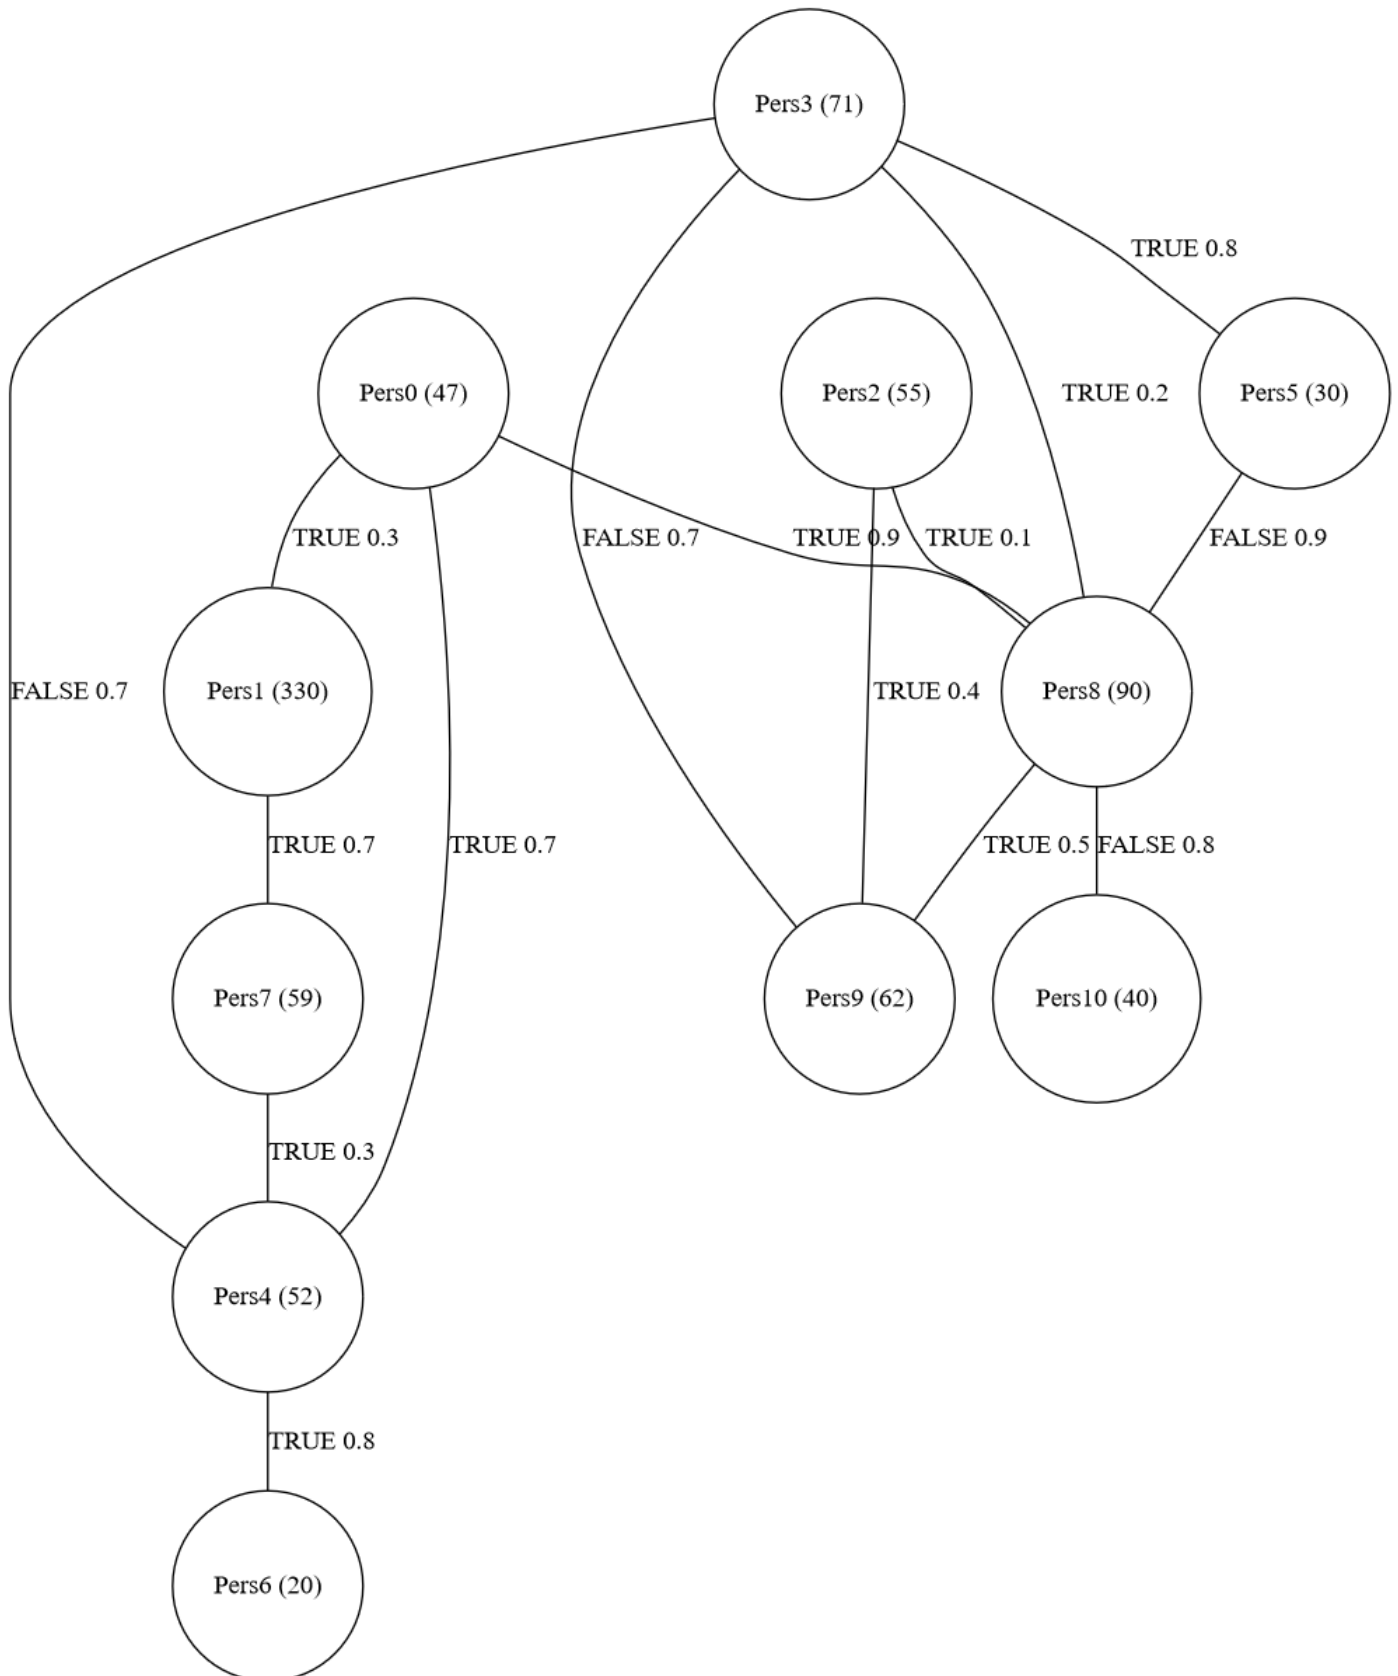 Pers3 (71)
TRUE 0.8
Pers0 (47)
Pers2 (55)
TRUE 0.2
Pers5 (30)
TRUE 0.3
FALSE 0.7
TRUE 0.9
TRUE 0.1
FALSE 0.9
FALSE 0.7
Pers1 (330)
TRUE 0.4
Pers8 (90)
TRUE 0.7
TRUE 0.7
TRUE 0.5
FALSE 0.8
Pers7 (59)
Pers9 (62)
Pers10 (40)
TRUE 0.3
Pers4 (52)
TRUE 0.8
Pers6 (20)